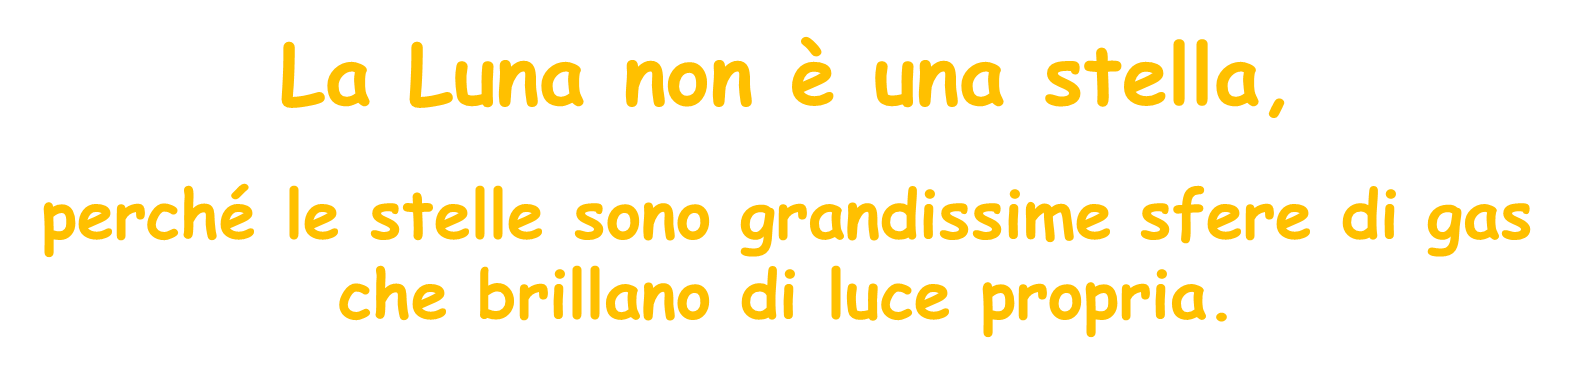 La Luna non è una stella,
perché le stelle sono grandissime sfere di gas
che brillano di luce propria.